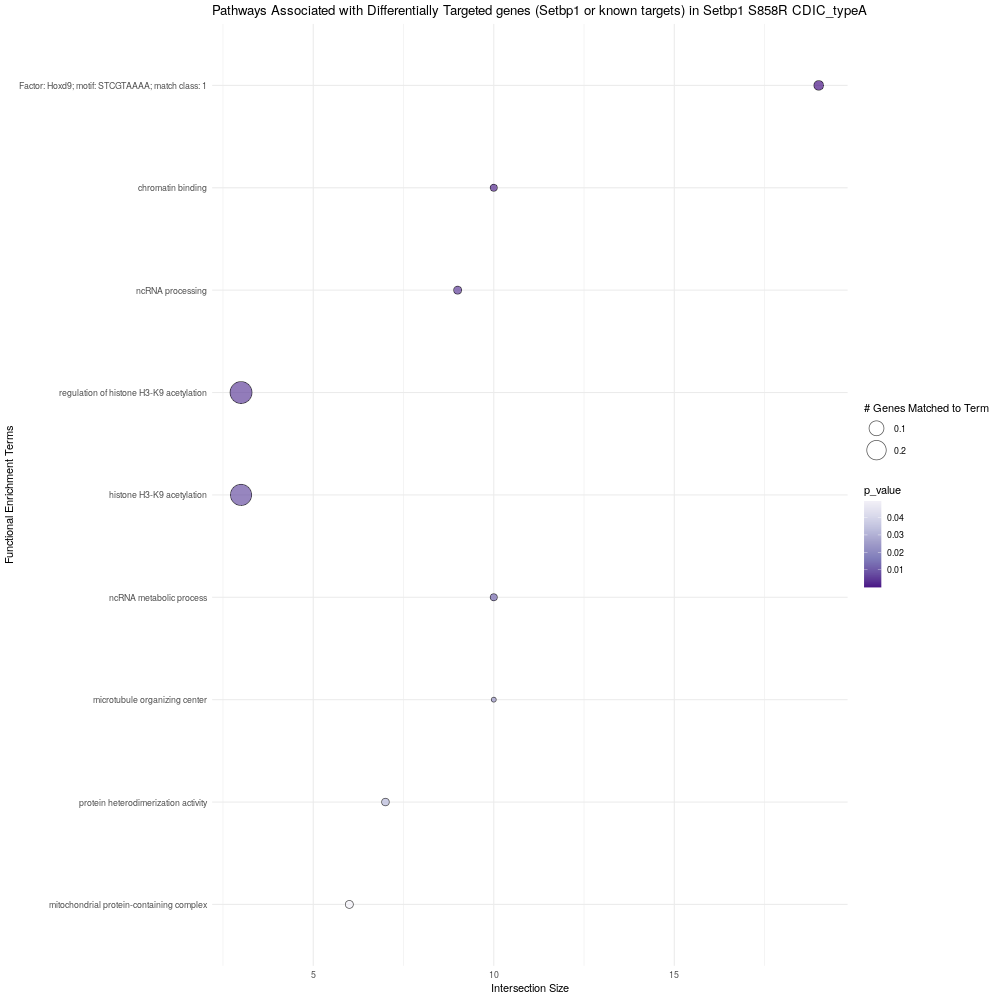 Pathways Associated with Differentially Targeted genes (Setbp1 or known targets) in Setbp1 S858R CDIC_typeA
Factor: Hoxd9; motif: STCGTAAAA; match class: 1
chromatin binding
ncRNA processing
regulation of histone H3-K9 acetylation
histone H3-K9 acetylation
ncRNA metabolic process
microtubule organizing center
protein heterodimerization activity
mitochondrial protein-containing complex
Functional Enrichment Terms
5
10
15
Intersection Size
# Genes Matched to Term
0.1
0.2
p_value
0.04
0.03
0.02
0.01